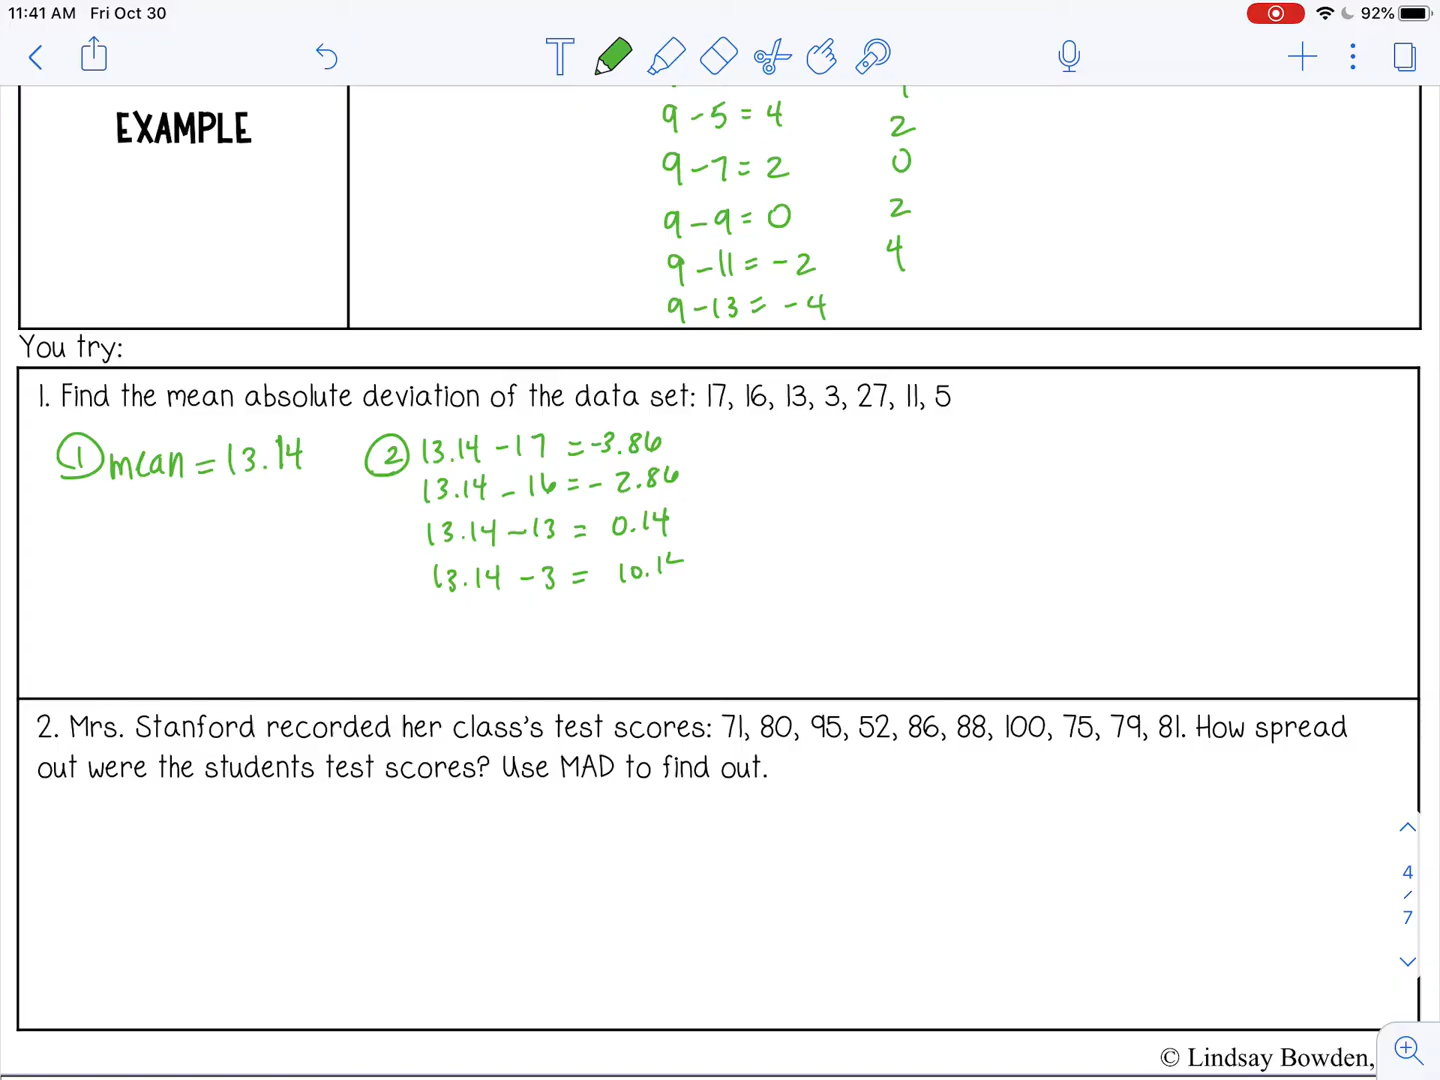 11:41 AM Fri Oct 30
92%
EXAMPLE
9 - 5 = 4
2
9 - 7 = 2
0
9 - 9 = 0
2
9 - 11 = -2
4
9 - 13 = -4
You try:
1. Find the mean absolute deviation of the data set: 17, 16, 13, 3, 27, 11, 5
① mean = 13.14
② 13.14 - 17 = -3.86
13.14 - 16 = - 2.86
13.14 - 13 = 0.14
13.14 - 3 = 10.1
2. Mrs. Stanford recorded her class's test scores: 71, 80, 95, 52, 86, 88, 100, 75, 79, 81. How spread
out were the students test scores? Use MAD to find out.
4
/
7
© Lindsay Bowden,